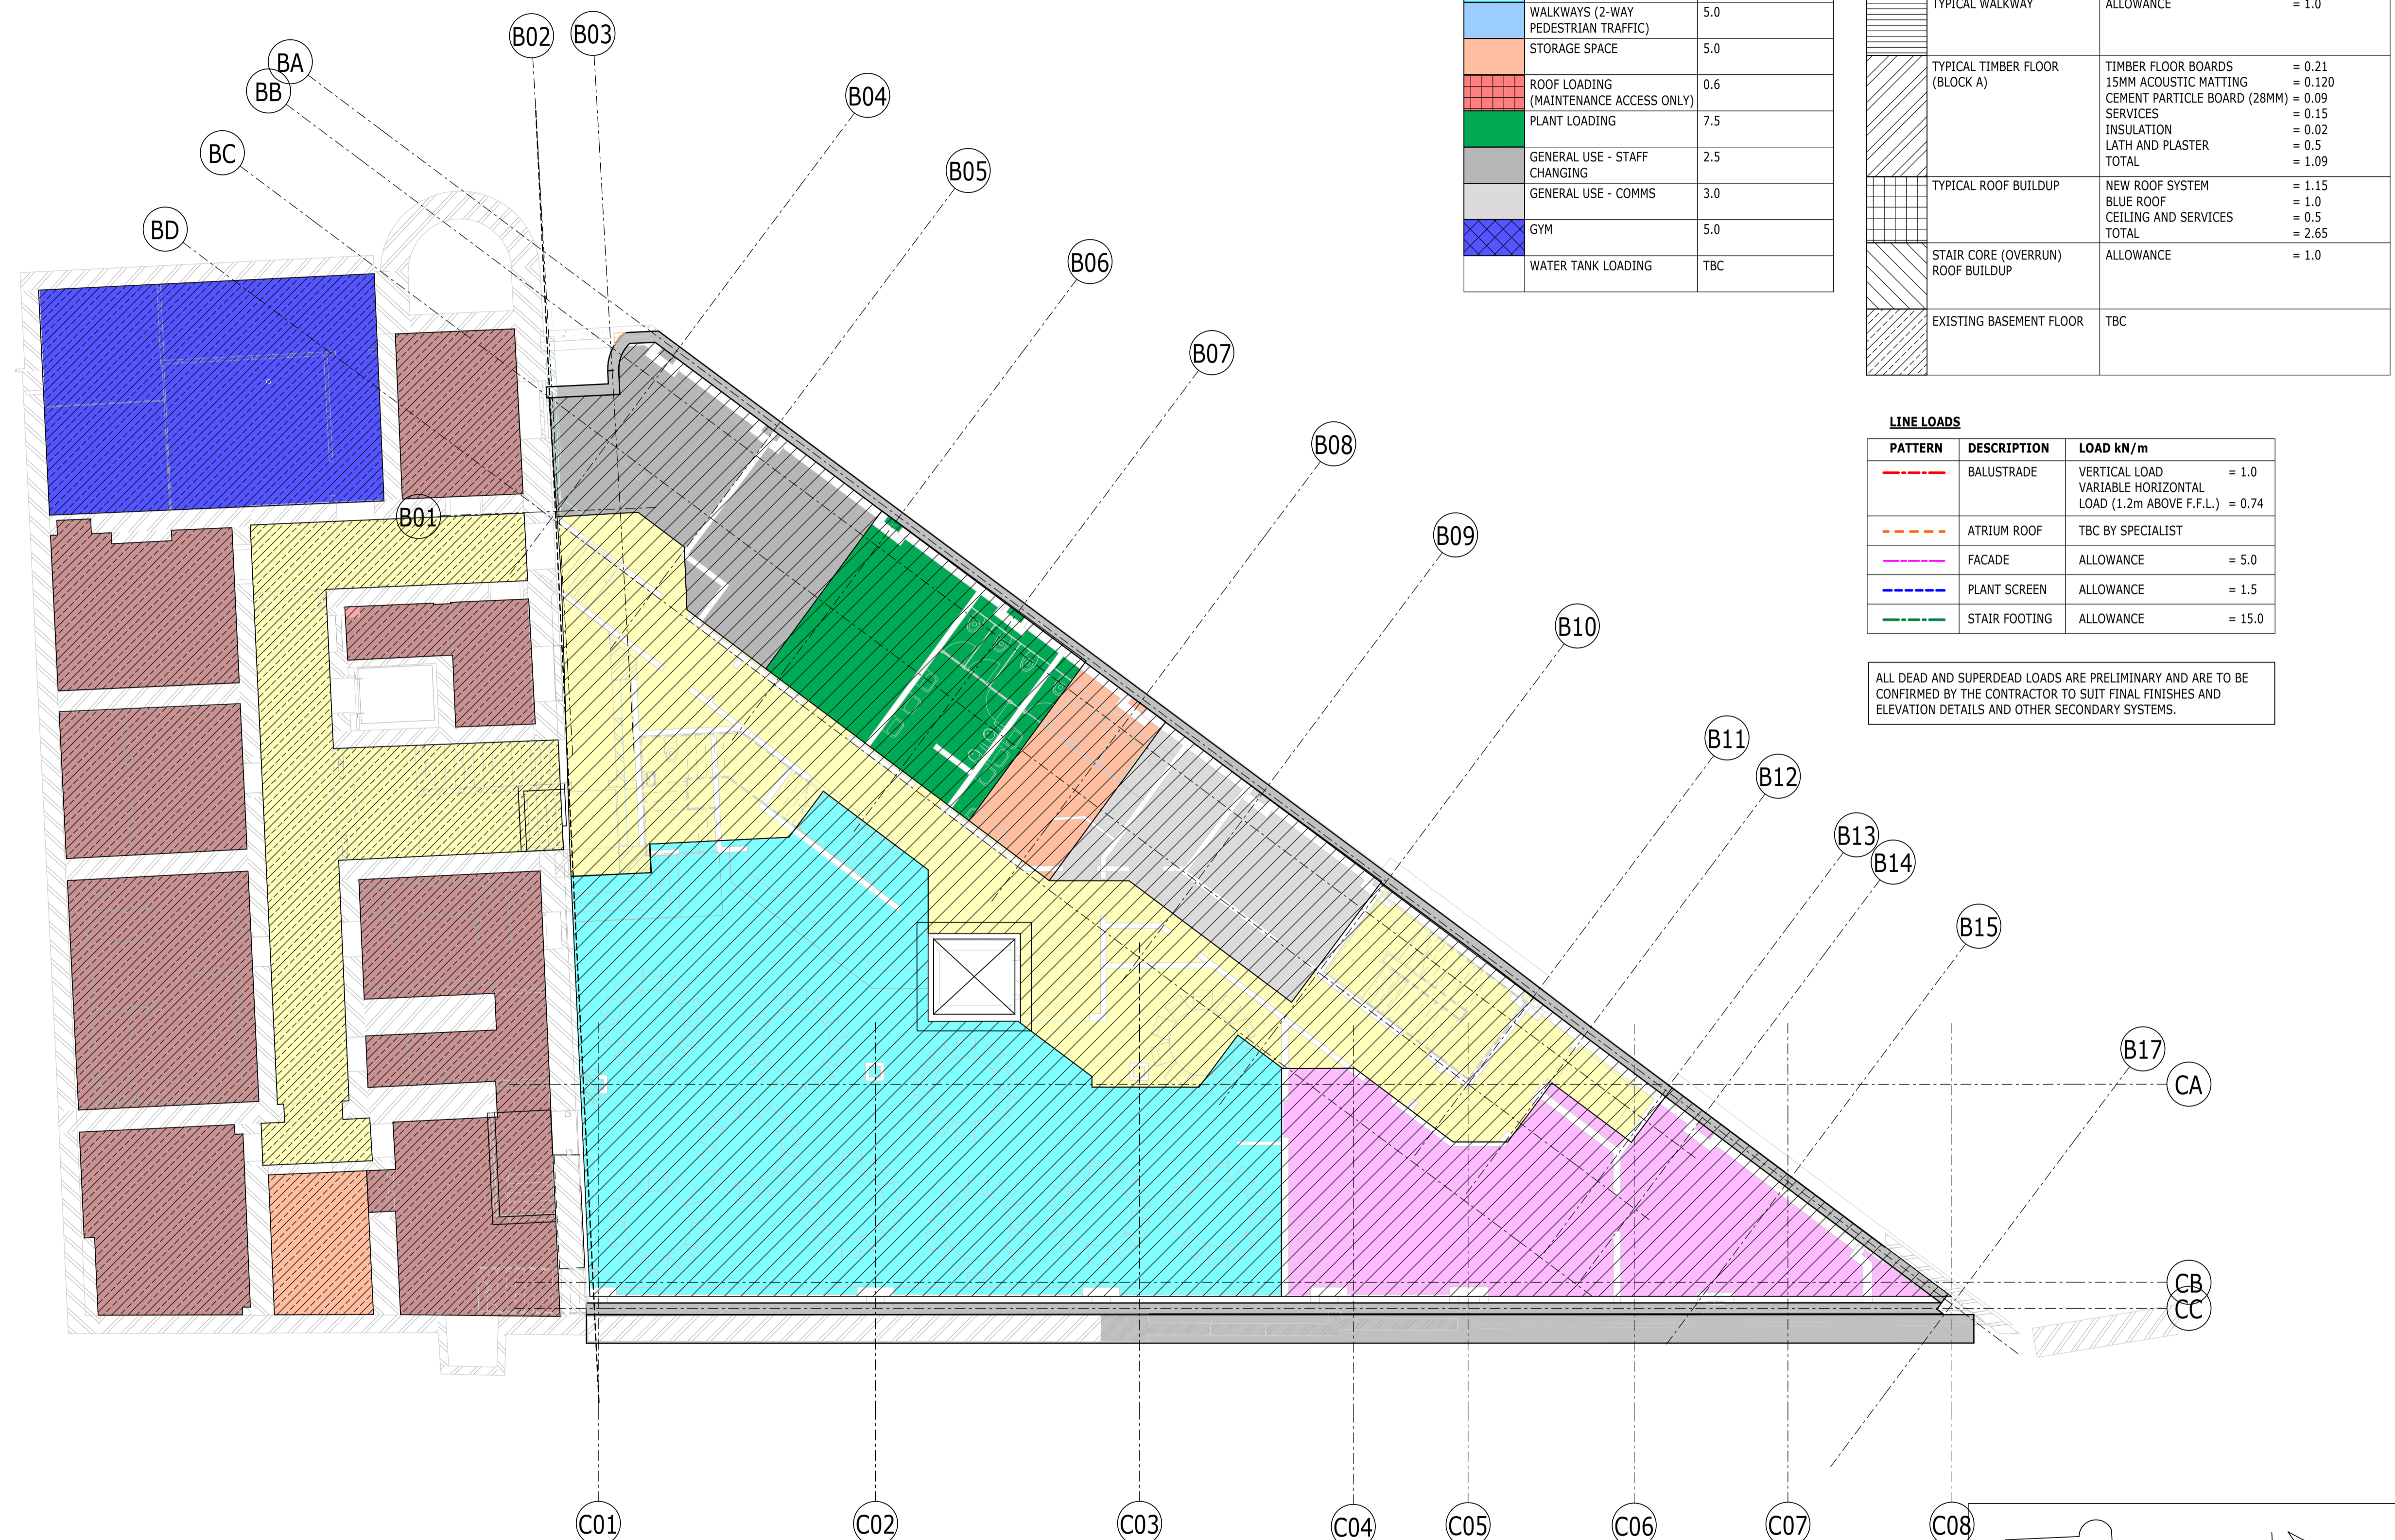 WALKWAYS (2-WAY
PEDESTRIAN TRAFFIC)
5.0
STORAGE SPACE
5.0
ROOF LOADING
(MAINTENANCE ACCESS ONLY)
0.6
PLANT LOADING
7.5
GENERAL USE - STAFF
CHANGING
2.5
GENERAL USE - COMMS
3.0
GYM
5.0
WATER TANK LOADING
TBC
TYPICAL WALKWAY
ALLOWANCE = 1.0
TYPICAL TIMBER FLOOR
(BLOCK A)
TIMBER FLOOR BOARDS = 0.21
15MM ACOUSTIC MATTING = 0.120
CEMENT PARTICLE BOARD (28MM) = 0.09
SERVICES = 0.15
INSULATION = 0.02
LATH AND PLASTER = 0.5
TOTAL = 1.09
TYPICAL ROOF BUILDUP
NEW ROOF SYSTEM = 1.15
BLUE ROOF = 1.0
CEILING AND SERVICES = 0.5
TOTAL = 2.65
STAIR CORE (OVERRUN)
ROOF BUILDUP
ALLOWANCE = 1.0
EXISTING BASEMENT FLOOR
TBC
LINE LOADS
PATTERN DESCRIPTION LOAD kN/m
BALUSTRADE
VERTICAL LOAD = 1.0
VARIABLE HORIZONTAL
LOAD (1.2m ABOVE F.F.L.) = 0.74
ATRIUM ROOF TBC BY SPECIALIST
FACADE ALLOWANCE = 5.0
PLANT SCREEN ALLOWANCE = 1.5
STAIR FOOTING ALLOWANCE = 15.0
ALL DEAD AND SUPERDEAD LOADS ARE PRELIMINARY AND ARE TO BE
CONFIRMED BY THE CONTRACTOR TO SUIT FINAL FINISHES AND
ELEVATION DETAILS AND OTHER SECONDARY SYSTEMS.
BA
BB
BC
BD
B01
B02
B03
B04
B05
B06
B07
B08
B09
B10
B11
B12
B13
B14
B15
B17
CA
CB
CC
C01
C02
C03
C04
C05
C06
C07
C08